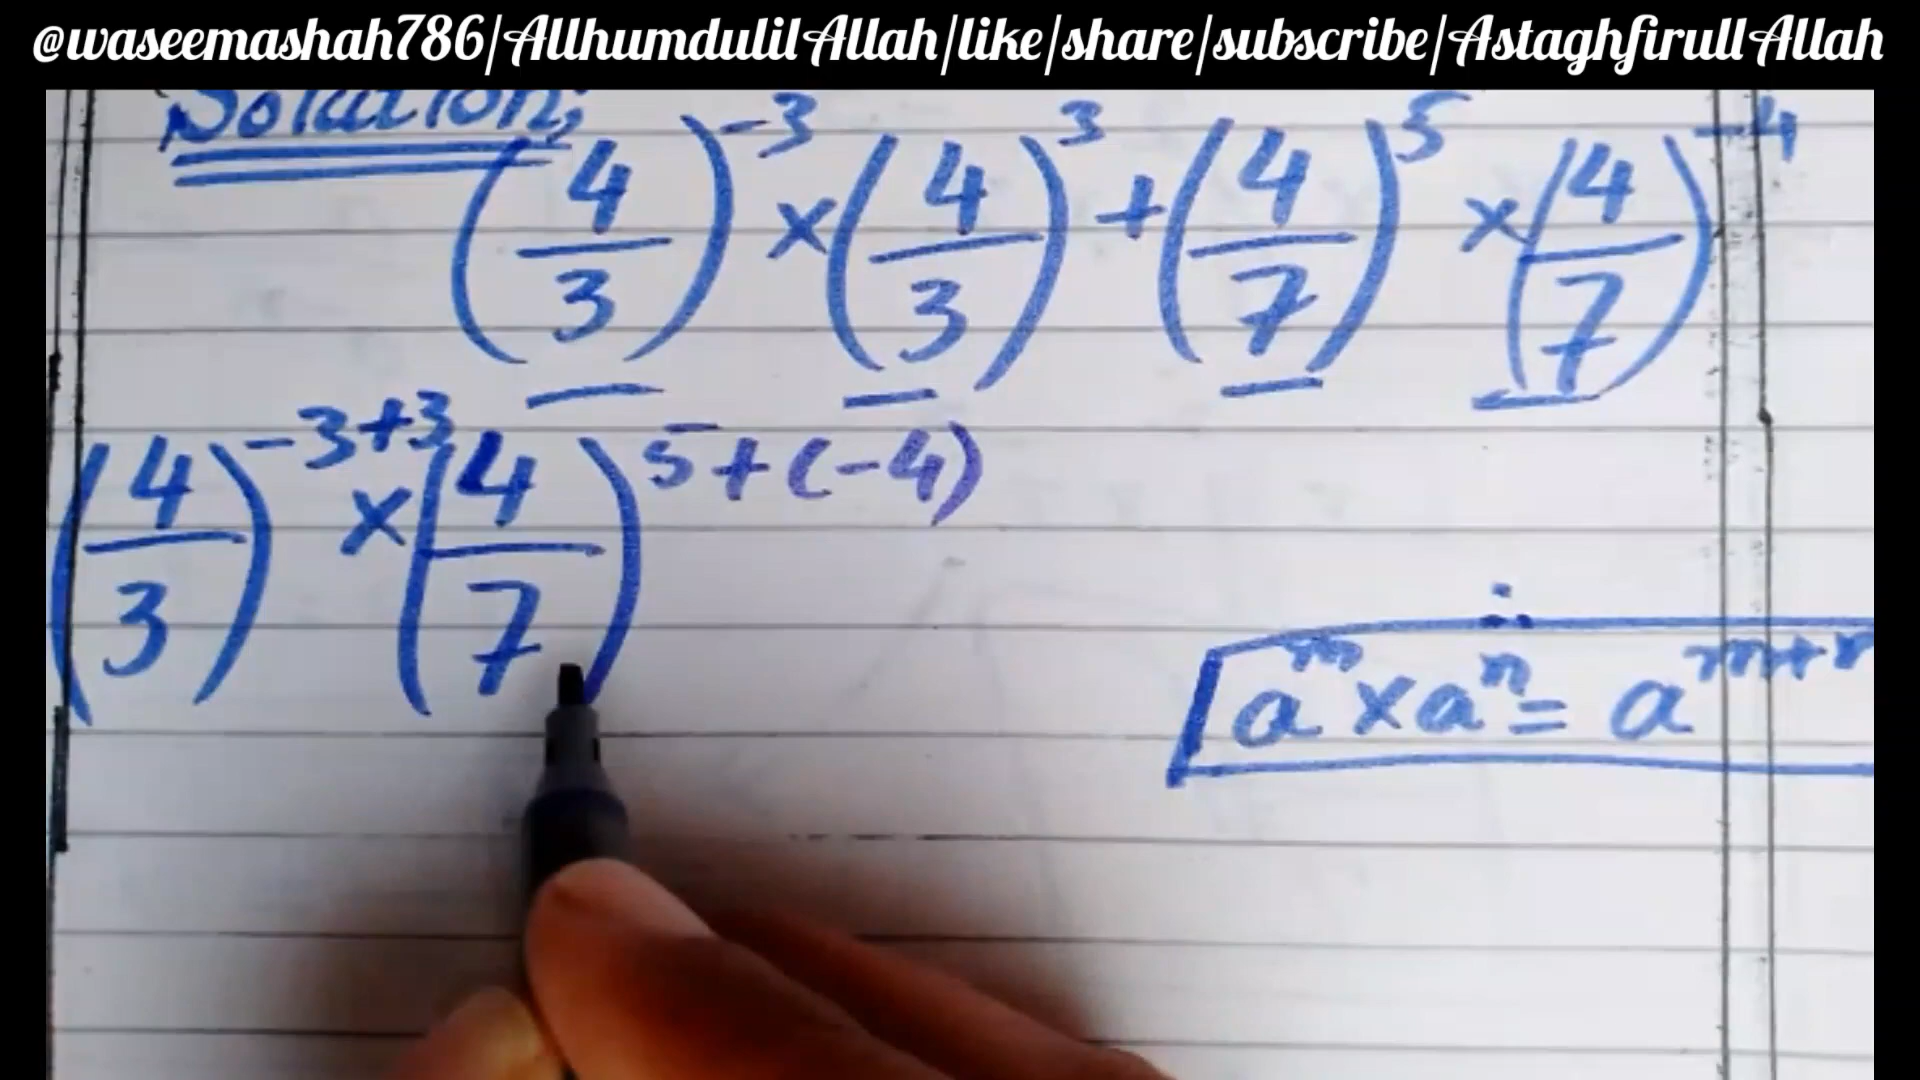 @waseemashah786/AllhumdulilAllah/like/share/subscribe/AstaghfirullAllah
Solution;
(4/3)^-3 × (4/3)^3 + (4/7)^5 × (4/7)^-4
(4/3)^-3+3 × (4/7)^5+(-4)
a^m × a^n = a^m+n